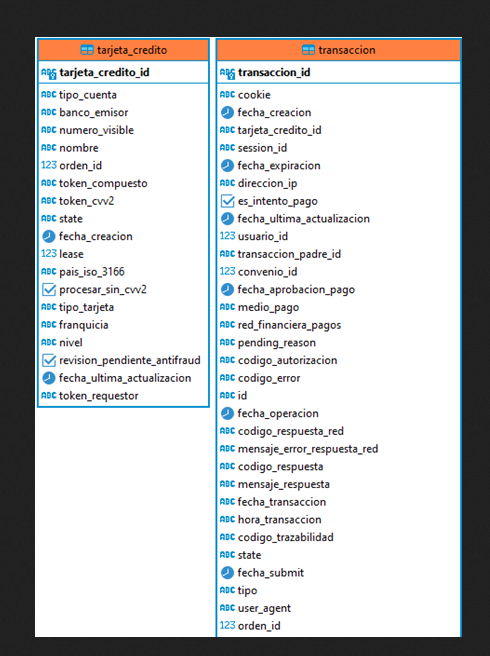 tarjeta_credito
ABC tarjeta_credito_id
ABC tipo_cuenta
ABC banco_emisor
ABC numero_visible
ABC nombre
123 orden_id
ABC token_compuesto
ABC token_cvv2
ABC state
fecha_creacion
123 lease
ABC pais_iso_3166
procesar_sin_cvv2
ABC tipo_tarjeta
ABC franquicia
ABC nivel
revision_pendiente_antifraud
fecha_ultima_actualizacion
ABC token_requestor
transaccion
ABC transaccion_id
ABC cookie
fecha_creacion
ABC tarjeta_credito_id
ABC session_id
fecha_expiracion
ABC direccion_ip
es_intento_pago
fecha_ultima_actualizacion
123 usuario_id
ABC transaccion_padre_id
123 convenio_id
fecha_aprobacion_pago
ABC medio_pago
ABC red_financiera_pagos
ABC pending_reason
ABC codigo_autorizacion
ABC codigo_error
ABC id
fecha_operacion
ABC codigo_respuesta_red
ABC mensaje_error_respuesta_red
ABC codigo_respuesta
ABC mensaje_respuesta
ABC fecha_transaccion
ABC hora_transaccion
ABC codigo_trazabilidad
ABC state
fecha_submit
ABC tipo
ABC user_agent
123 orden_id